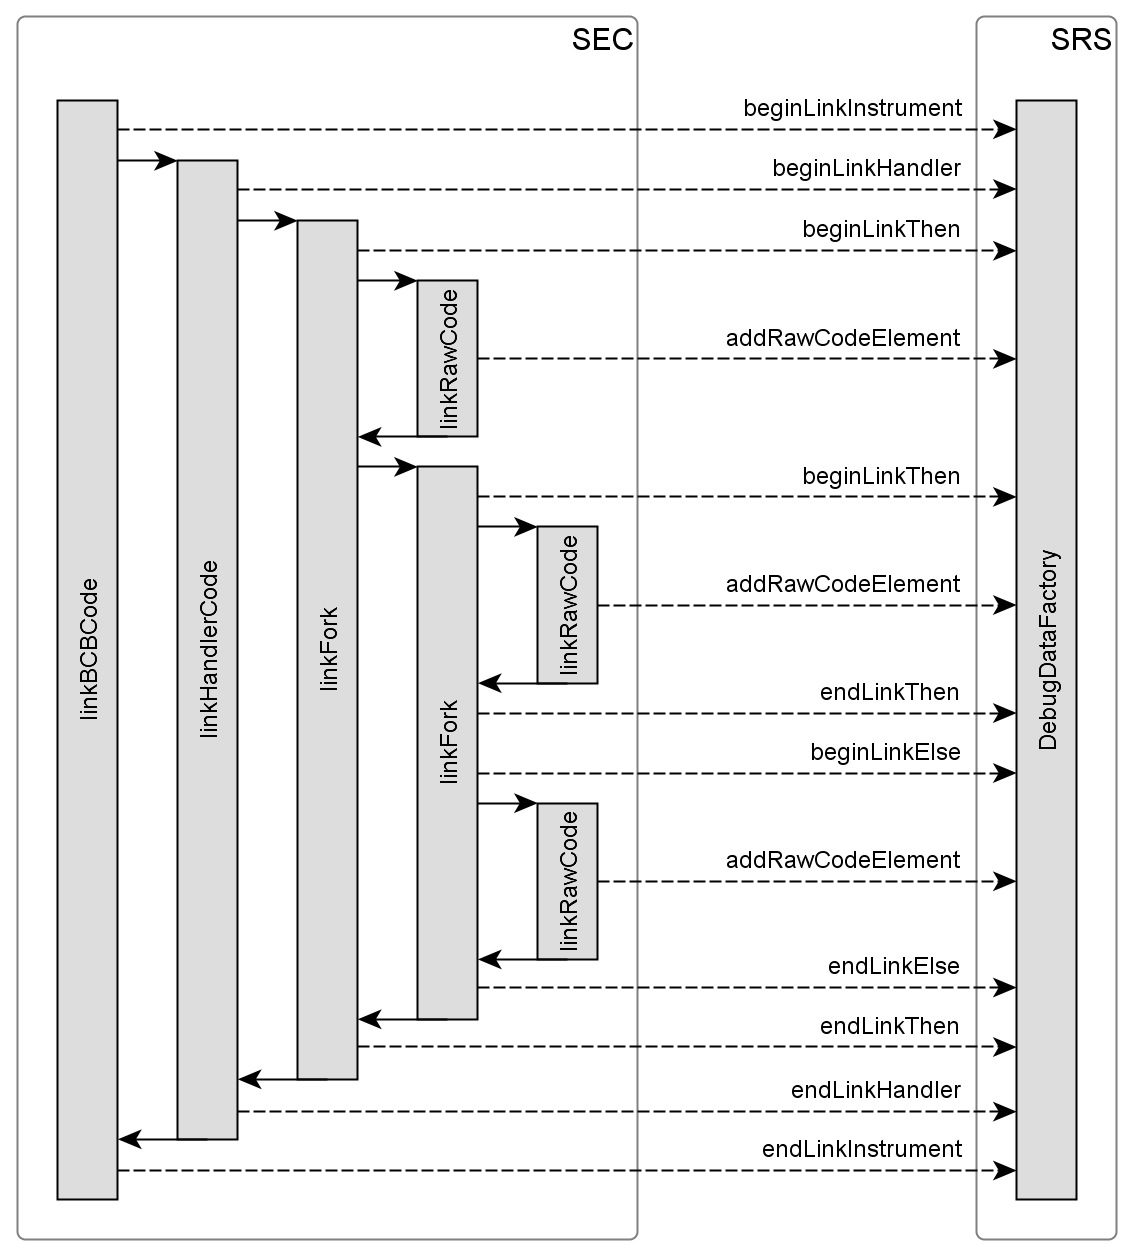 SEC
SRS
beginLinkInstrument
beginLinkHandler
beginLinkThen
linkRawCode
addRawCodeElement
beginLinkThen
linkRawCode
addRawCodeElement
linkBCBCode
linkHandlerCode
linkFork
linkFork
DebugDataFactory
endLinkThen
beginLinkElse
linkRawCode
addRawCodeElement
endLinkElse
endLinkThen
endLinkHandler
endLinkInstrument